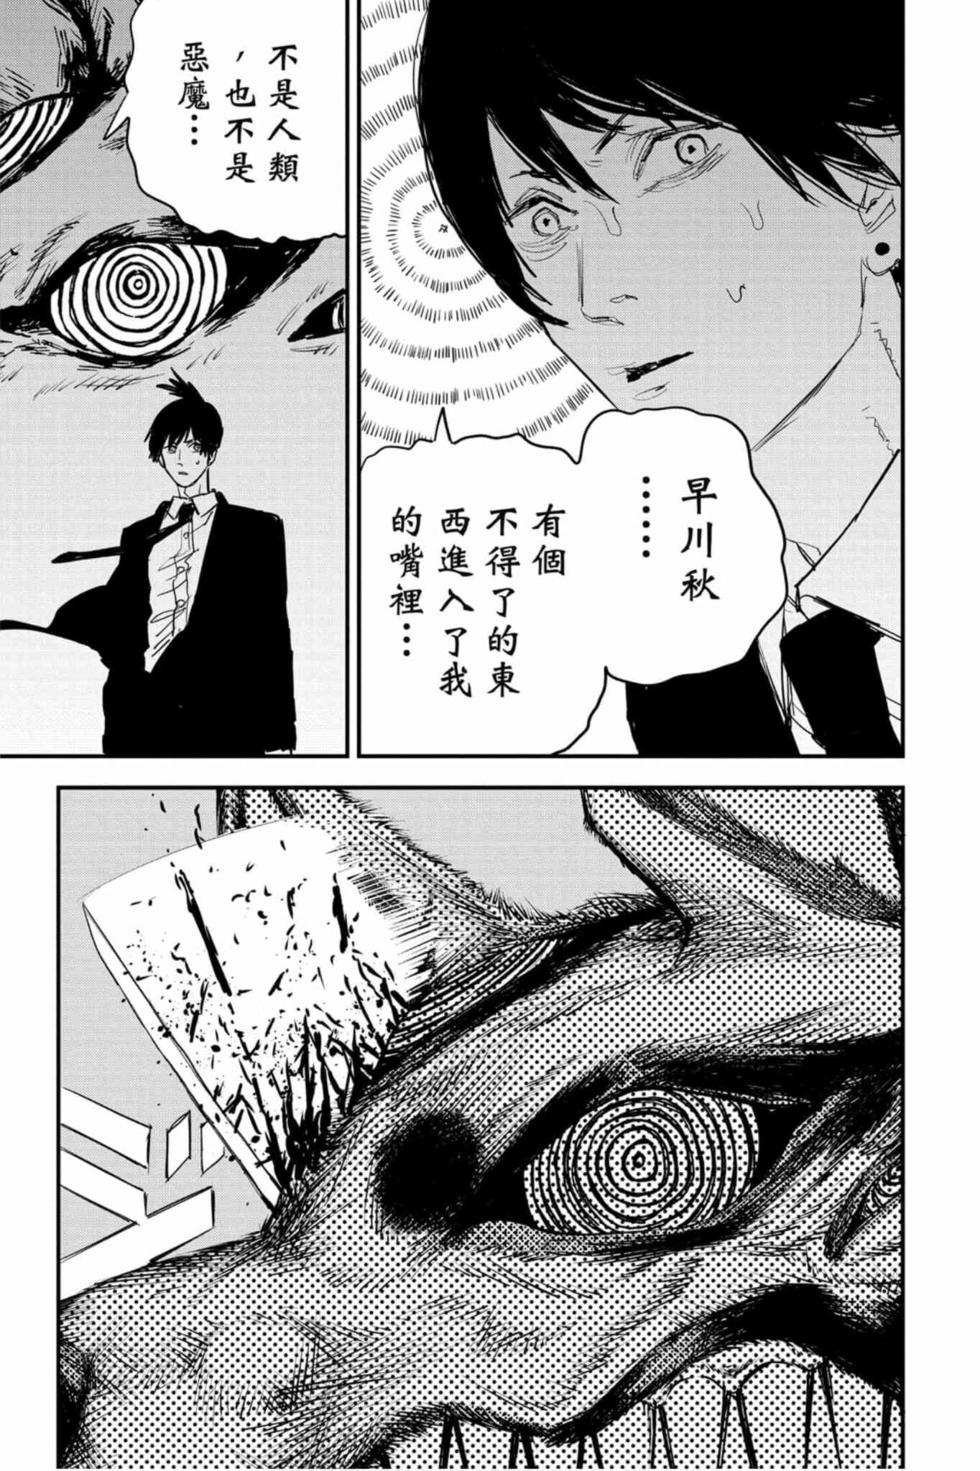 早川秋
……
有個
不得了的東
西進入了我
的嘴裡…
不是人類
，也不是
惡魔…